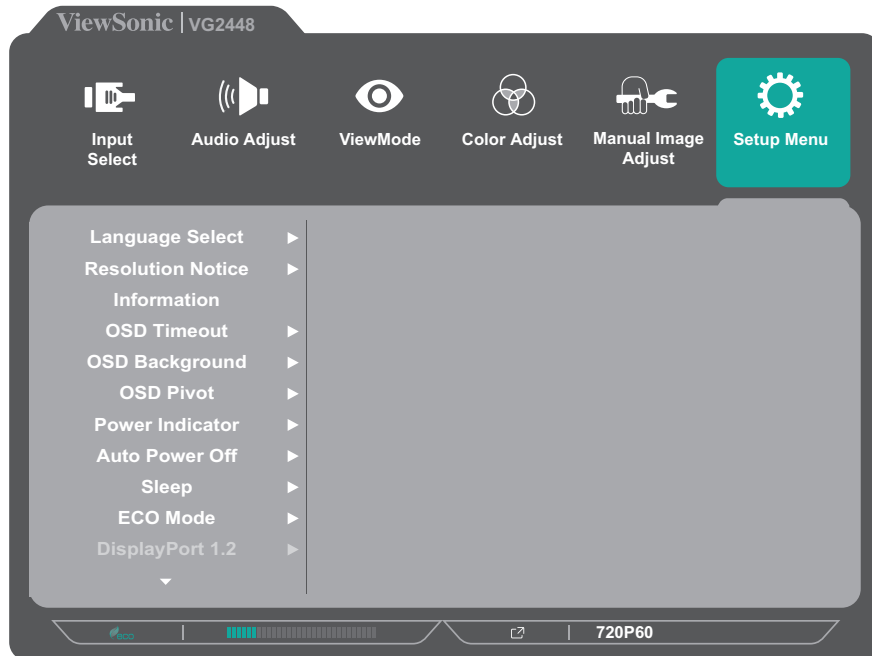 ViewSonic | VG2448
Input Select
Audio Adjust
ViewMode
Color Adjust
Manual Image Adjust
Setup Menu
Language Select
Resolution Notice
Information
OSD Timeout
OSD Background
OSD Pivot
Power Indicator
Auto Power Off
Sleep
ECO Mode
DisplayPort 1.2
eco
720P60